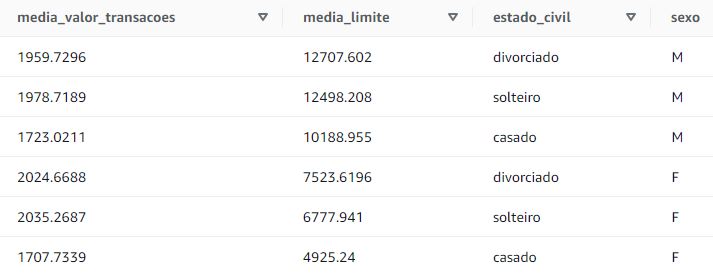 media_valor_transacoes media_limite estado_civil sexo
1959.7296 12707.602 divorciado M
1978.7189 12498.208 solteiro M
1723.0211 10188.955 casado M
2024.6688 7523.6196 divorciado F
2035.2687 6777.941 solteiro F
1707.7339 4925.24 casado F